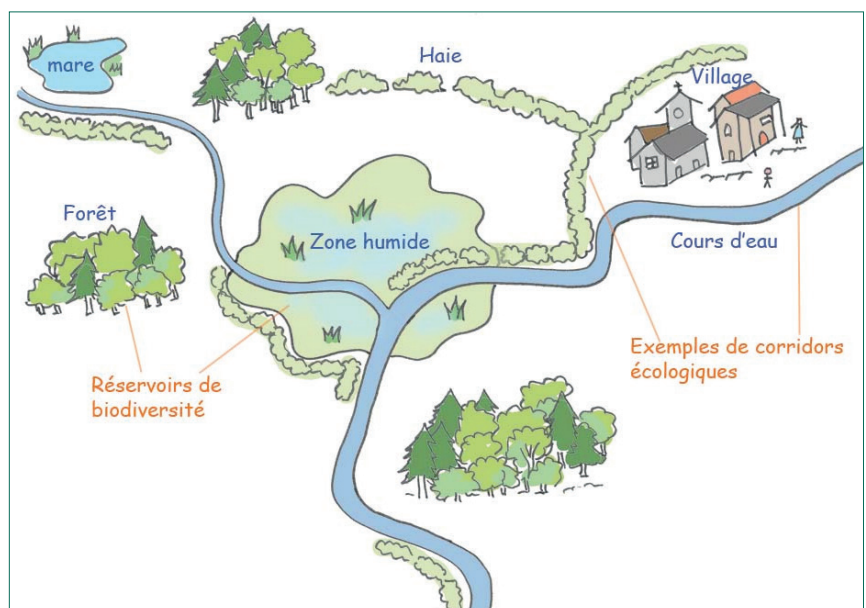 mare
Haie
Village
Forêt
Zone humide
Cours d'eau
Réservoirs de
biodiversité
Exemples de corridors
écologiques